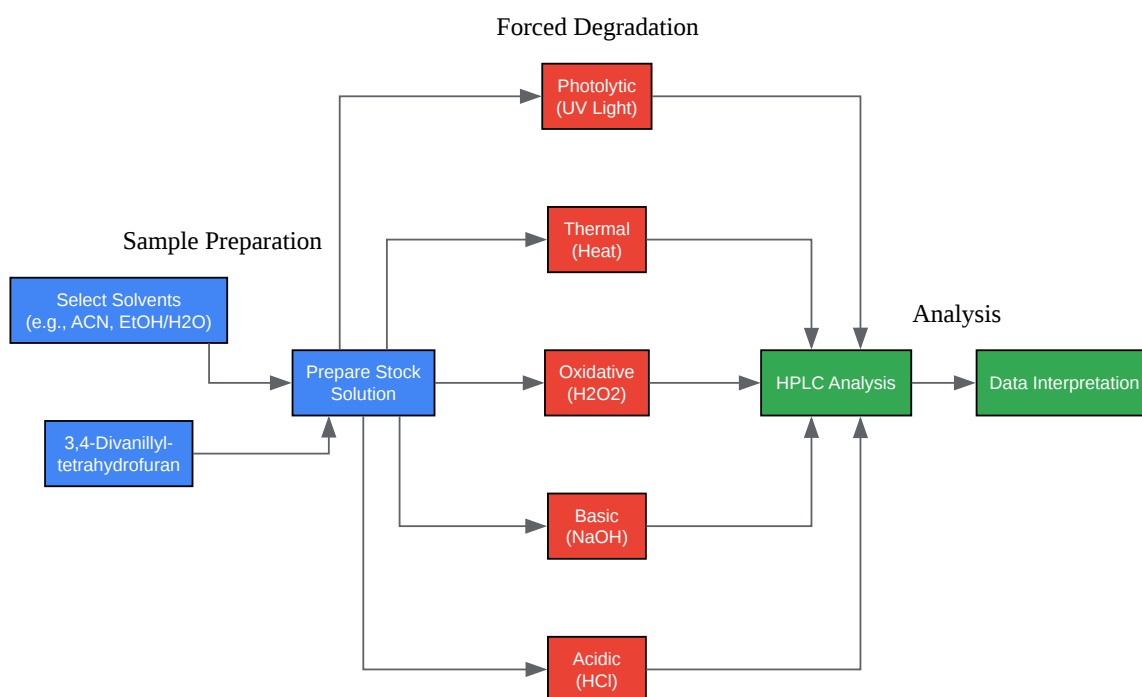 Forced Degradation
Photolytic
(UV Light)
Thermal
(Heat)
Sample Preparation
Select Solvents
(e.g., ACN, EtOH/H2O)
Analysis
Prepare Stock
Solution
Oxidative
(H2O2)
HPLC Analysis
Data Interpretation
3,4-Divanillyl-
tetrahydrofuran
Basic
(NaOH)
Acidic
(HCl)